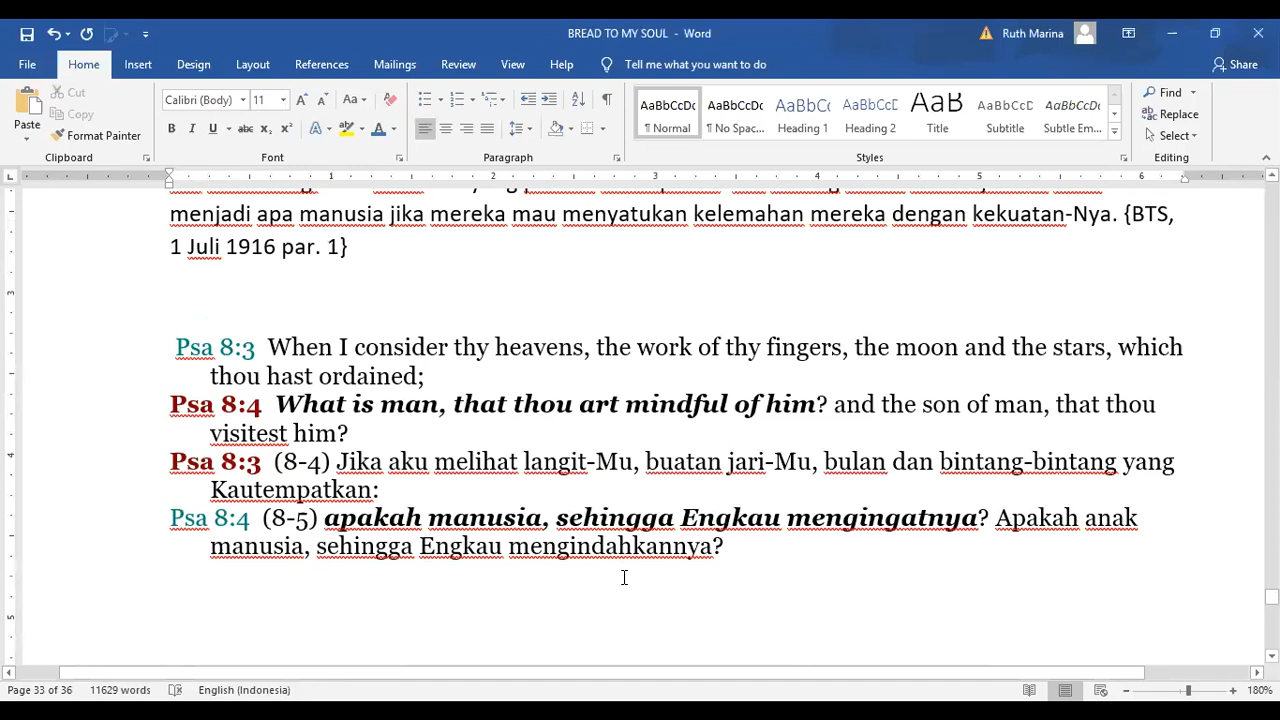 BREAD TO MY SOUL - Word
Ruth Marina
File Home Insert Design Layout References Mailings Review View Help Tell me what you want to do Share
Paste
Cut
Copy
Format Painter
Clipboard
Calibri (Body) 11
Font
Paragraph
AaBbCcDc AaBbCcDc AaBbCc AaBbCcD AaB AaBbCcD AaBbCcDc
¶ Normal ¶ No Spac... Heading 1 Heading 2 Title Subtitle Subtle Em...
Styles
Find
Replace
Select
Editing
1 2 3 4 5 6
menjadi apa manusia jika mereka mau menyatukan kelemahan mereka dengan kekuatan-Nya. {BTS,
1 Juli 1916 par. 1}
Psa 8:3 When I consider thy heavens, the work of thy fingers, the moon and the stars, which
thou hast ordained;
Psa 8:4 What is man, that thou art mindful of him? and the son of man, that thou
visitest him?
Psa 8:3 (8-4) Jika aku melihat langit-Mu, buatan jari-Mu, bulan dan bintang-bintang yang
Kautempatkan:
Psa 8:4 (8-5) apakah manusia, sehingga Engkau mengingatnya? Apakah anak
manusia, sehingga Engkau mengindahkannya?
Page 33 of 36 11629 words English (Indonesia) 180%